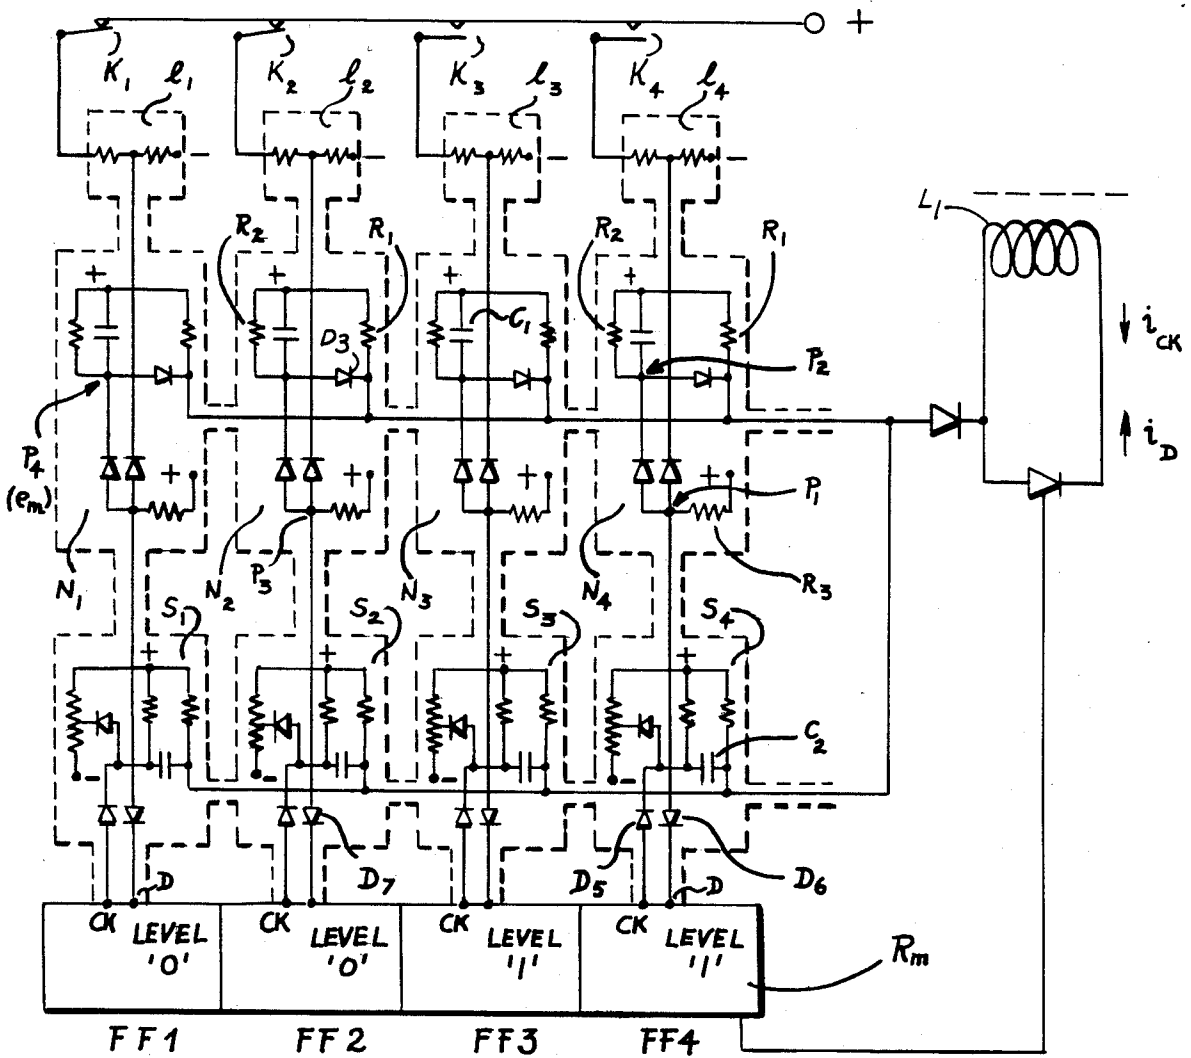 +
K1 K2 K3 K4
l1 l2 l3 l4
− − − −
L1
R2 R1 R2 R1
+ + + +
C1
D3
P2
iCK
iD
P4
(em)
+ + + +
P1
N1 N2 P3 N3 N4 R3
S1 S2 S3 S4
+ + + +
C2
− − − −
D7 D5 D6
D D
CK CK CK CK
LEVEL '0' LEVEL '0' LEVEL '1' LEVEL '1'
Rm
FF1 FF2 FF3 FF4